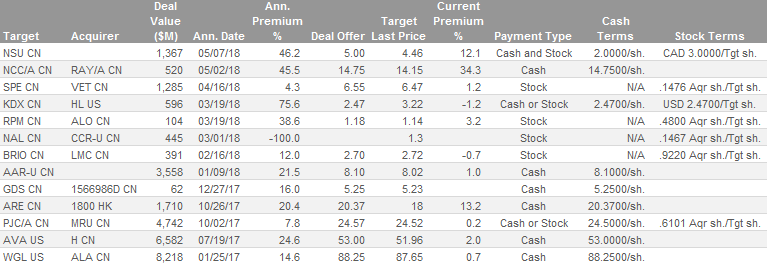 Deal Ann. Current
Value Premium Target Premium Cash
Target Acquirer ($M) Ann. Date % Deal Offer Last Price % Payment Type Terms Stock Terms
NSU CN 1,367 05/07/18 46.2 5.00 4.46 12.1 Cash and Stock 2.0000/sh. CAD 3.0000/Tgt sh.
NCC/A CN RAY/A CN 520 05/02/18 45.5 14.75 14.15 34.3 Cash 14.7500/sh.
SPE CN VET CN 1,285 04/16/18 4.3 6.55 6.47 1.2 Stock N/A .1476 Aqr sh./Tgt sh.
KDX CN HL US 596 03/19/18 75.6 2.47 3.22 -1.2 Cash or Stock 2.4700/sh. USD 2.4700/Tgt sh.
RPM CN ALO CN 104 03/19/18 38.6 1.18 1.14 3.2 Stock N/A .4800 Aqr sh./Tgt sh.
NAL CN CCR-U CN 445 03/01/18 -100.0 1.3 Stock N/A .1467 Aqr sh./Tgt sh.
BRIO CN LMC CN 391 02/16/18 12.0 2.70 2.72 -0.7 Stock N/A .9220 Aqr sh./Tgt sh.
AAR-U CN 3,558 01/09/18 21.5 8.10 8.02 1.0 Cash 8.1000/sh.
GDS CN 1566986D CN 62 12/27/17 16.0 5.25 5.23 Cash 5.2500/sh.
ARE CN 1800 HK 1,710 10/26/17 20.4 20.37 18 13.2 Cash 20.3700/sh.
PJC/A CN MRU CN 4,742 10/02/17 7.8 24.57 24.52 0.2 Cash or Stock 24.5000/sh. .6101 Aqr sh./Tgt sh.
AVA US H CN 6,582 07/19/17 24.6 53.00 51.96 2.0 Cash 53.0000/sh.
WGL US ALA CN 8,218 01/25/17 14.6 88.25 87.65 0.7 Cash 88.2500/sh.